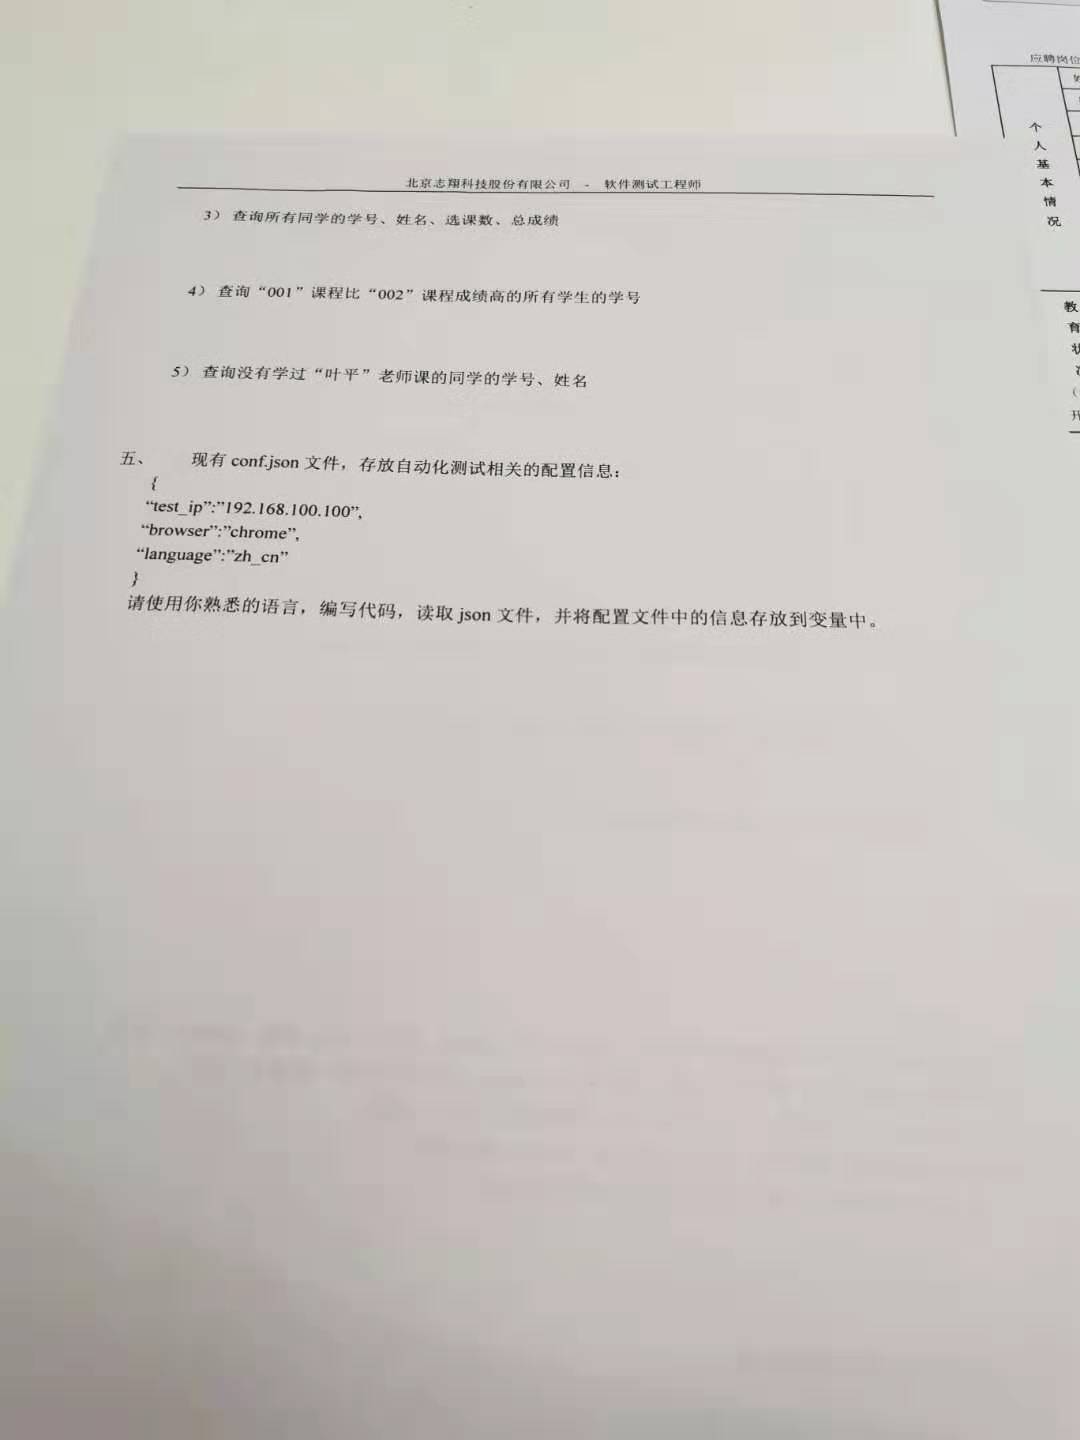 北京志翔科技股份有限公司 - 软件测试工程师
3） 查询所有同学的学号、姓名、选课数、总成绩
4） 查询“001”课程比“002”课程成绩高的所有学生的学号
5） 查询没有学过“叶平”老师课的同学的学号、姓名
五、 现有 conf.json 文件，存放自动化测试相关的配置信息：
{
“test_ip”:”192.168.100.100”,
“browser”:”chrome”,
“language”:”zh_cn”
}
请使用你熟悉的语言，编写代码，读取 json 文件，并将配置文件中的信息存放到变量中。
应聘岗位
个
人
基
本
情
况
教
育
状